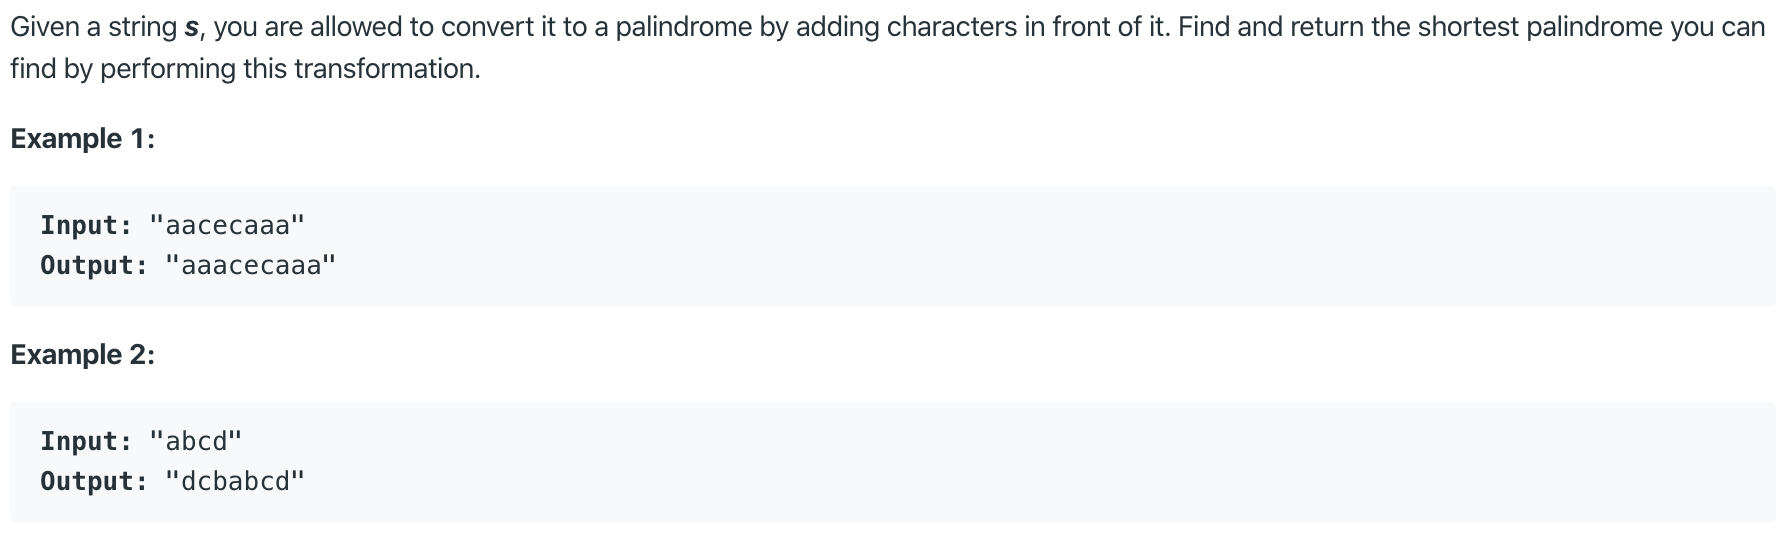 Given a string s, you are allowed to convert it to a palindrome by adding characters in front of it. Find and return the shortest palindrome you can
find by performing this transformation.
Example 1:
Input: "aacecaaa"
Output: "aaacecaaa"
Example 2:
Input: "abcd"
Output: "dcbabcd"